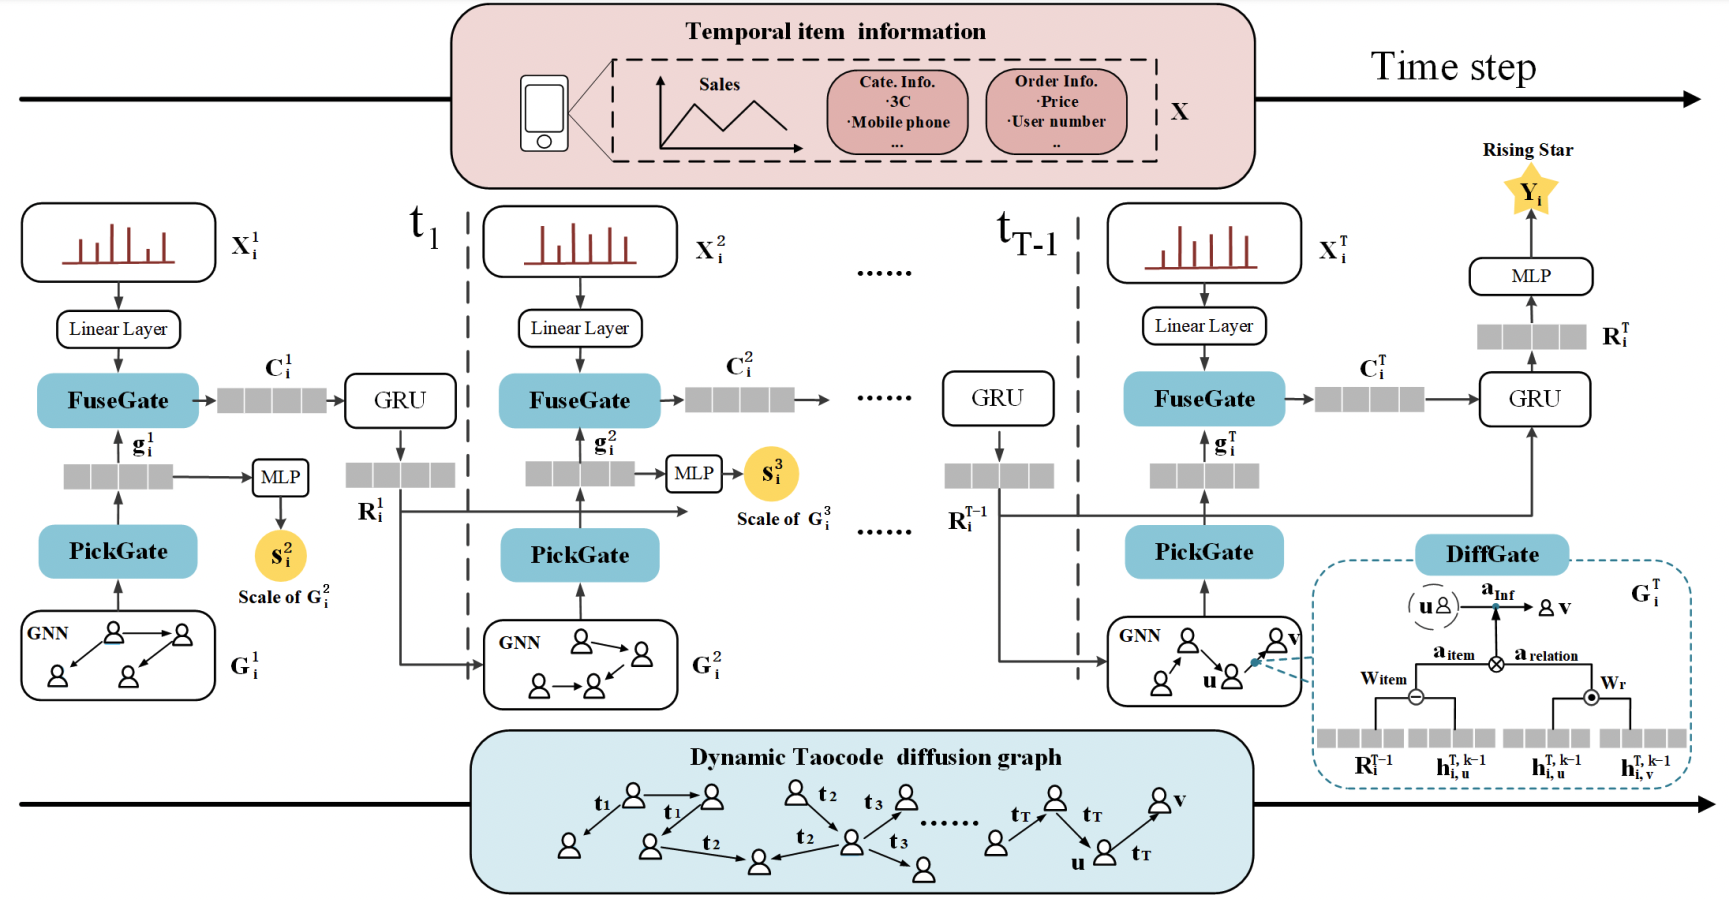 Temporal item information
Time step
Sales
Cate. Info.
·3C
·Mobile phone
...
Order Info.
·Price
·User number
..
X
Rising Star
Y_i
X_i^1
t_1
X_i^2
......
t_T-1
X_i^T
MLP
Linear Layer
Linear Layer
Linear Layer
R_i^T
C_i^1
C_i^2
C_i^T
FuseGate
GRU
FuseGate
......
GRU
FuseGate
GRU
g_i^1
g_i^2
g_i^T
MLP
MLP
s_i^3
R_i^1
Scale of G_i^3
R_i^T-1
......
PickGate
s_i^2
PickGate
PickGate
DiffGate
Scale of G_i^2
u
a_Inf
v
G_i^T
GNN
G_i^1
GNN
G_i^2
GNN
u
v
a_item
a_relation
W_item
W_r
R_i^T-1
h_i,u^T,k-1
h_i,u^T,k-1
h_i,v^T,k-1
Dynamic Taocode diffusion graph
t_1
t_1
t_2
t_2
t_2
t_3
t_3
......
t_T
t_T
t_T
u
v